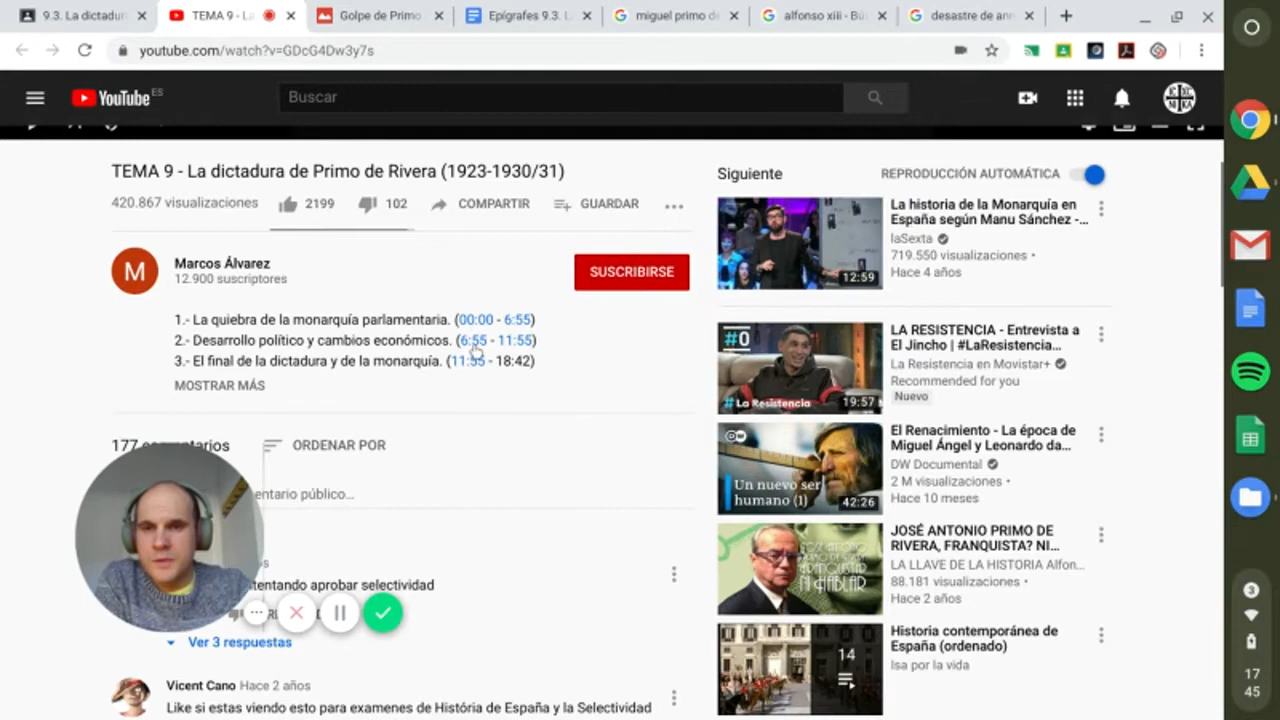 9.3. La dictadur
TEMA 9 - La
Golpe de Primo
Epígrafes 9.3. L
miguel primo de
alfonso xiii - Bú
desastre de ann
youtube.com/watch?v=GDcG4Dw3y7s
YouTube ES
Buscar
TEMA 9 - La dictadura de Primo de Rivera (1923-1930/31)
420.867 visualizaciones
2199
102
COMPARTIR
GUARDAR
Marcos Álvarez
12.900 suscriptores
SUSCRIBIRSE
M
1.- La quiebra de la monarquía parlamentaria. (00:00 - 6:55)
2.- Desarrollo político y cambios económicos. (6:55 - 11:55)
3.- El final de la dictadura y de la monarquía. (11:55 - 18:42)
MOSTRAR MÁS
177 comentarios
ORDENAR POR
entario público...
tentando aprobar selectividad
Ver 3 respuestas
Vicent Cano Hace 2 años
Like si estas viendo esto para examenes de História de España y la Selectividad
Siguiente
REPRODUCCIÓN AUTOMÁTICA
La historia de la Monarquía en
España según Manu Sánchez -...
laSexta
719.550 visualizaciones •
Hace 4 años
12:59
LA RESISTENCIA - Entrevista a
El Jincho | #LaResistencia...
La Resistencia en Movistar+
Recommended for you
Nuevo
#0
# La Resistencia
19:57
El Renacimiento - La época de
Miguel Ángel y Leonardo da...
DW Documental
2 M visualizaciones •
Hace 10 meses
DW
Un nuevo ser
humano (1)
42:26
JOSÉ ANTONIO PRIMO DE
RIVERA, FRANQUISTA? NI...
LA LLAVE DE LA HISTORIA Alfon...
88.181 visualizaciones •
Hace 2 años
Historia contemporánea de
España (ordenado)
Isa por la vida
14
3
17
45